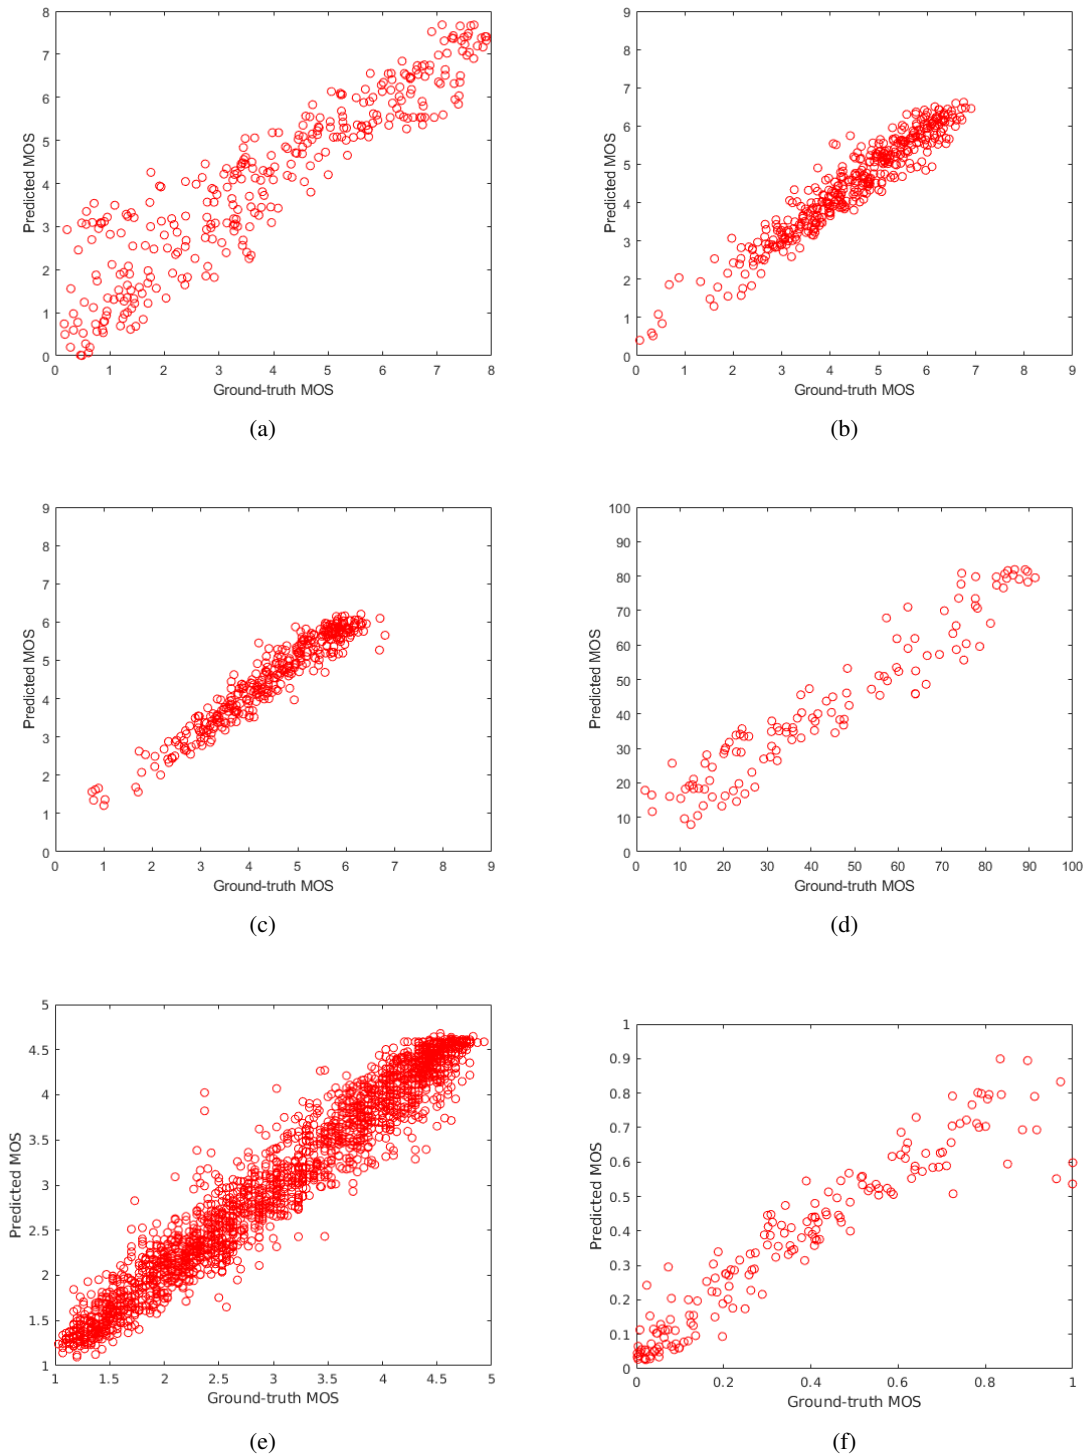 8
7
6
5
4
3
2
1
0
Predicted MOS
0 1 2 3 4 5 6 7 8
Ground-truth MOS
(a)
9
8
7
6
5
4
3
2
1
0
Predicted MOS
0 1 2 3 4 5 6 7 8 9
Ground-truth MOS
(b)
9
8
7
6
5
4
3
2
1
0
Predicted MOS
0 1 2 3 4 5 6 7 8 9
Ground-truth MOS
(c)
100
90
80
70
60
50
40
30
20
10
0
Predicted MOS
0 10 20 30 40 50 60 70 80 90 100
Ground-truth MOS
(d)
5
4.5
4
3.5
3
2.5
2
1.5
1
Predicted MOS
1 1.5 2 2.5 3 3.5 4 4.5 5
Ground-truth MOS
(e)
1
0.9
0.8
0.7
0.6
0.5
0.4
0.3
0.2
0.1
0
Predicted MOS
0 0.2 0.4 0.6 0.8 1
Ground-truth MOS
(f)